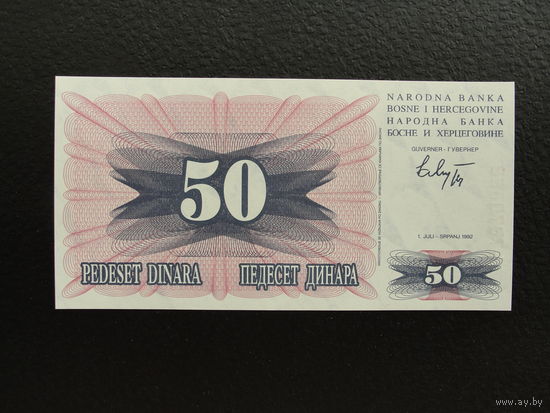 NARODNA BANKA
BOSNE I HERCEGOVINE
НАРОДНА БАНКА
БОСНЕ И ХЕРЦЕГОВИНЕ
GUVERNER - ГУВЕРНЕР
50
1. JULI - SRPANJ 1992
PEDESET DINARA ПЕДЕСЕТ ДИНАРА
50
www.ay.by